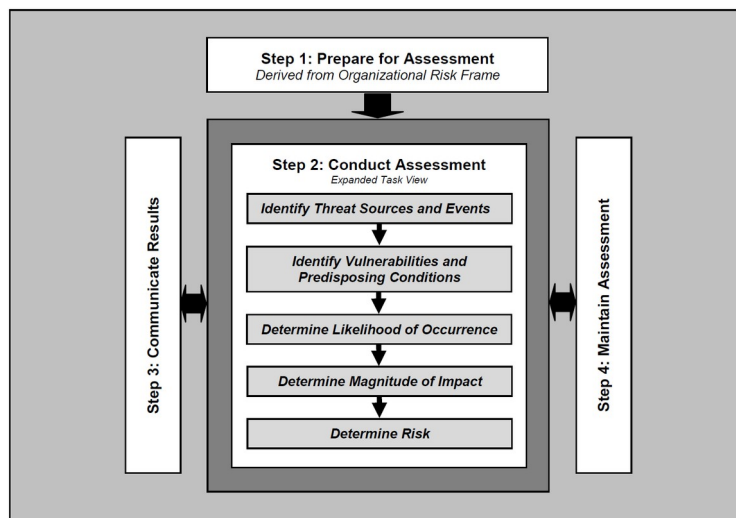 Step 1: Prepare for Assessment
Derived from Organizational Risk Frame
Step 2: Conduct Assessment
Expanded Task View
Identify Threat Sources and Events
Identify Vulnerabilities and
Predisposing Conditions
Determine Likelihood of Occurrence
Determine Magnitude of Impact
Determine Risk
Step 3: Communicate Results
Step 4: Maintain Assessment